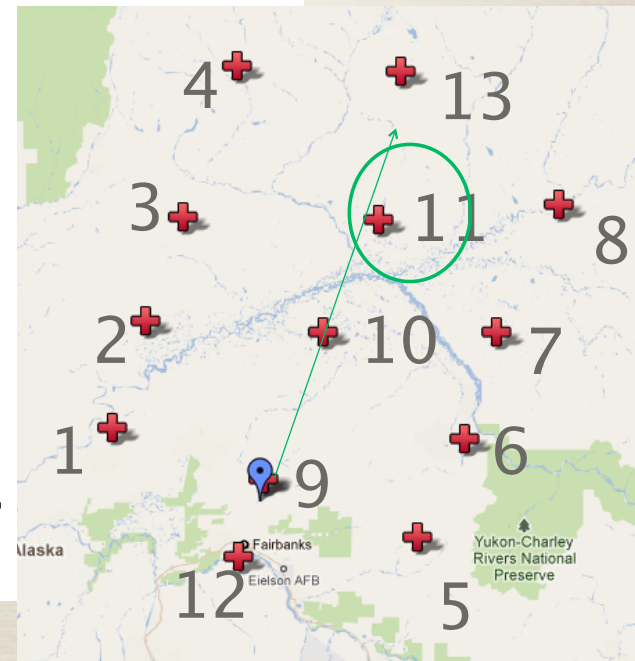 4
13
3
11
8
2
10
7
1
6
9
Alaska
Fairbanks
Yukon-Charley
Rivers National
Preserve
12
Eielson AFB
5